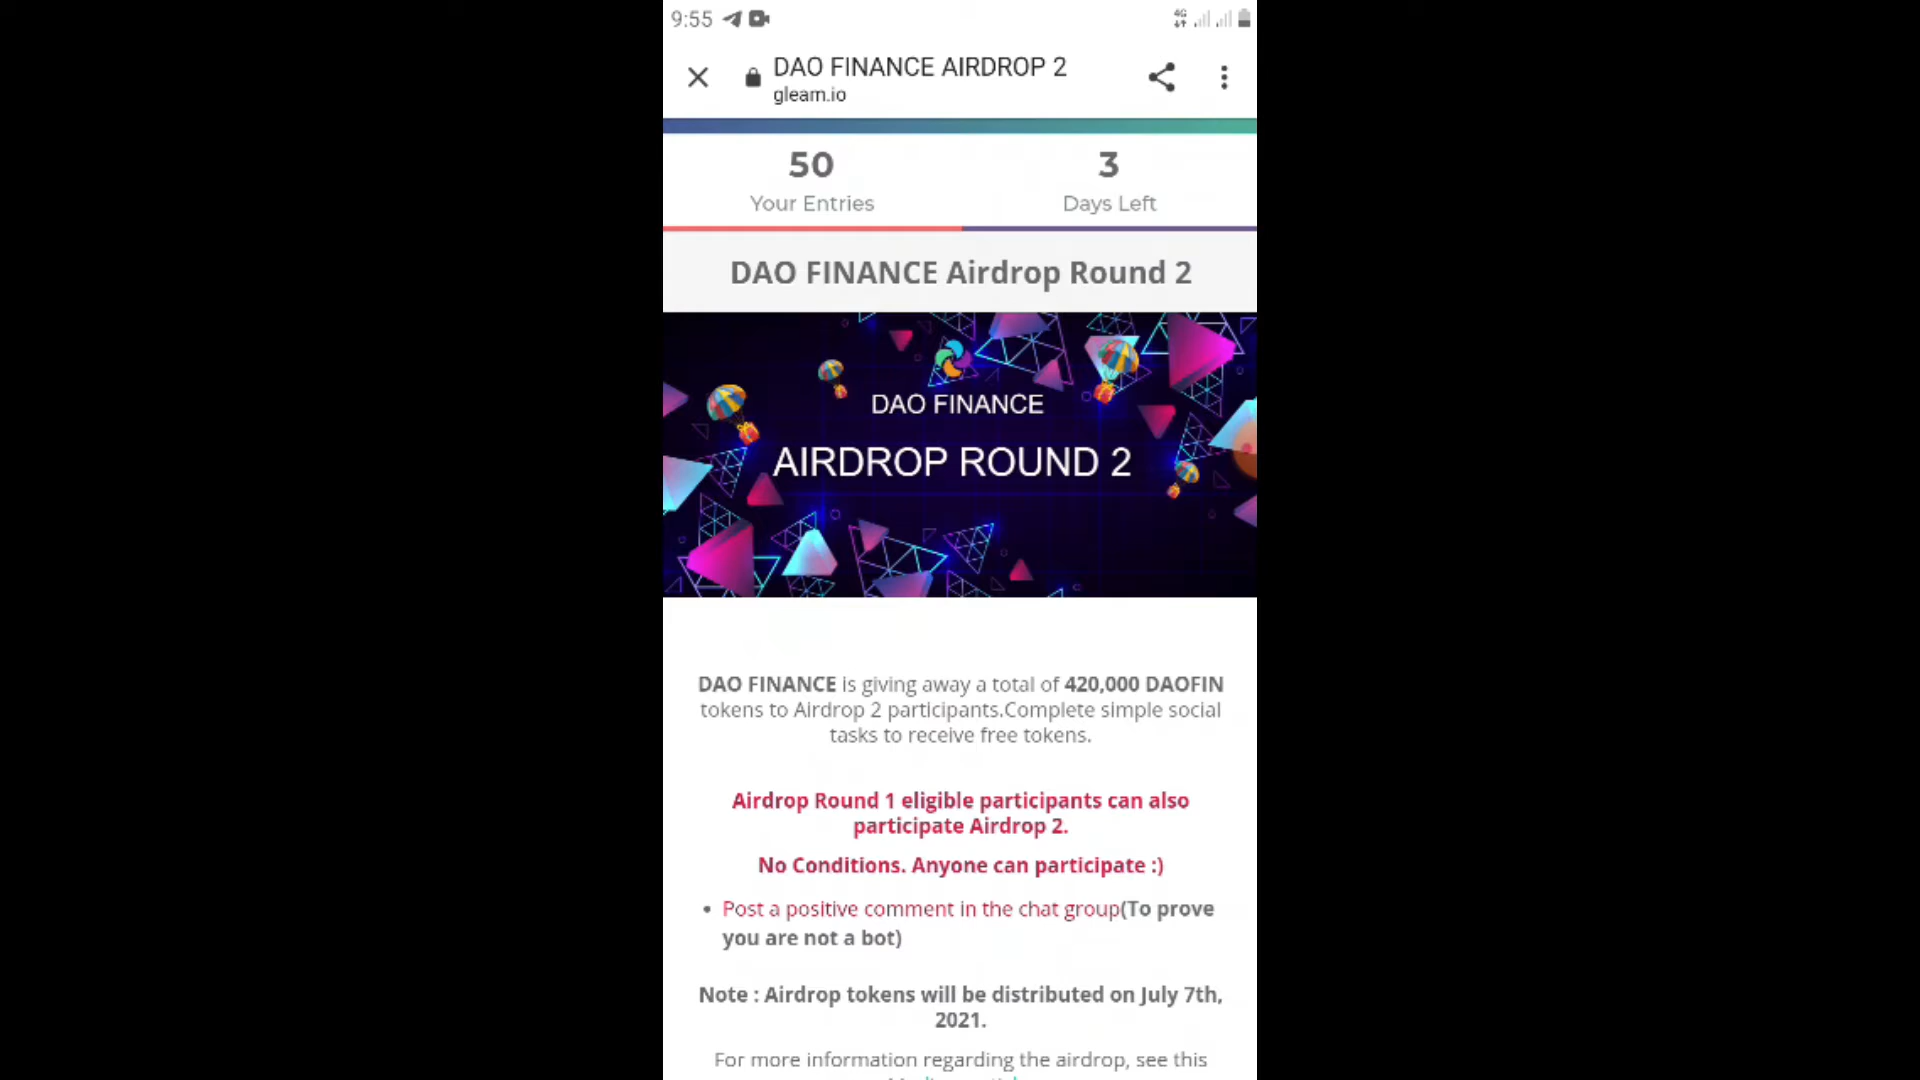 9:55
4G
DAO FINANCE AIRDROP 2
gleam.io
50
3
Your Entries
Days Left
DAO FINANCE Airdrop Round 2
DAO FINANCE
AIRDROP ROUND 2
DAO FINANCE is giving away a total of 420,000 DAOFIN
tokens to Airdrop 2 participants.Complete simple social
tasks to receive free tokens.
Airdrop Round 1 eligible participants can also
participate Airdrop 2.
No Conditions. Anyone can participate :)
• Post a positive comment in the chat group(To prove
you are not a bot)
Note : Airdrop tokens will be distributed on July 7th,
2021.
For more information regarding the airdrop, see this